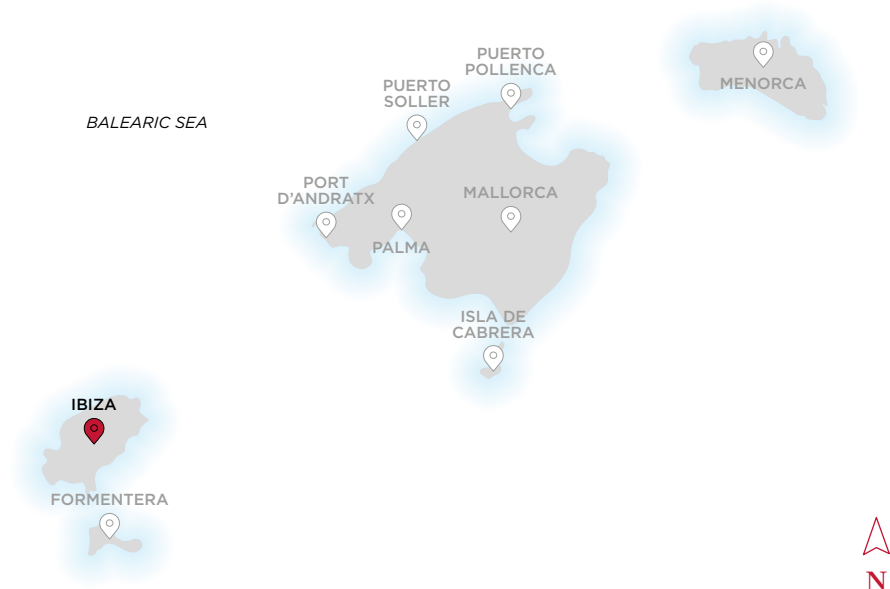 PUERTO
POLLENCA
MENORCA
PUERTO
SOLLER
BALEARIC SEA
PORT
D'ANDRATX
MALLORCA
PALMA
ISLA DE
CABRERA
IBIZA
FORMENTERA
N